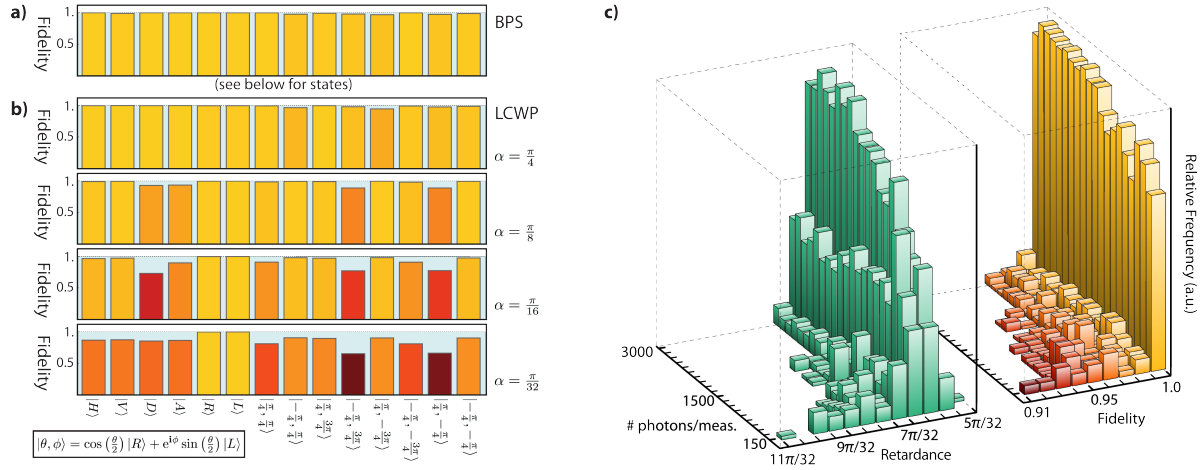 a)
Fidelity
1.
0.5
BPS
(see below for states)
b)
Fidelity
1.
0.5
LCWP
α = π/4
Fidelity
1.
0.5
α = π/8
Fidelity
1.
0.5
α = π/16
Fidelity
1.
0.5
α = π/32
|H⟩
|V⟩
|D⟩
|A⟩
|R⟩
|L⟩
|π/4, π/4⟩
|−π/4, π/4⟩
|π/4, 3π/4⟩
|−π/4, 3π/4⟩
|π/4, −3π/4⟩
|−π/4, −3π/4⟩
|π/4, −π/4⟩
|−π/4, −π/4⟩
|θ, ϕ⟩ = cos (θ/2) |R⟩ + e^iϕ sin (θ/2) |L⟩
c)
3000
1500
150
# photons/meas.
11π/32
9π/32
7π/32
5π/32
Retardance
0.91
0.95
1.0
Fidelity
Relative Frequency (a.u.)